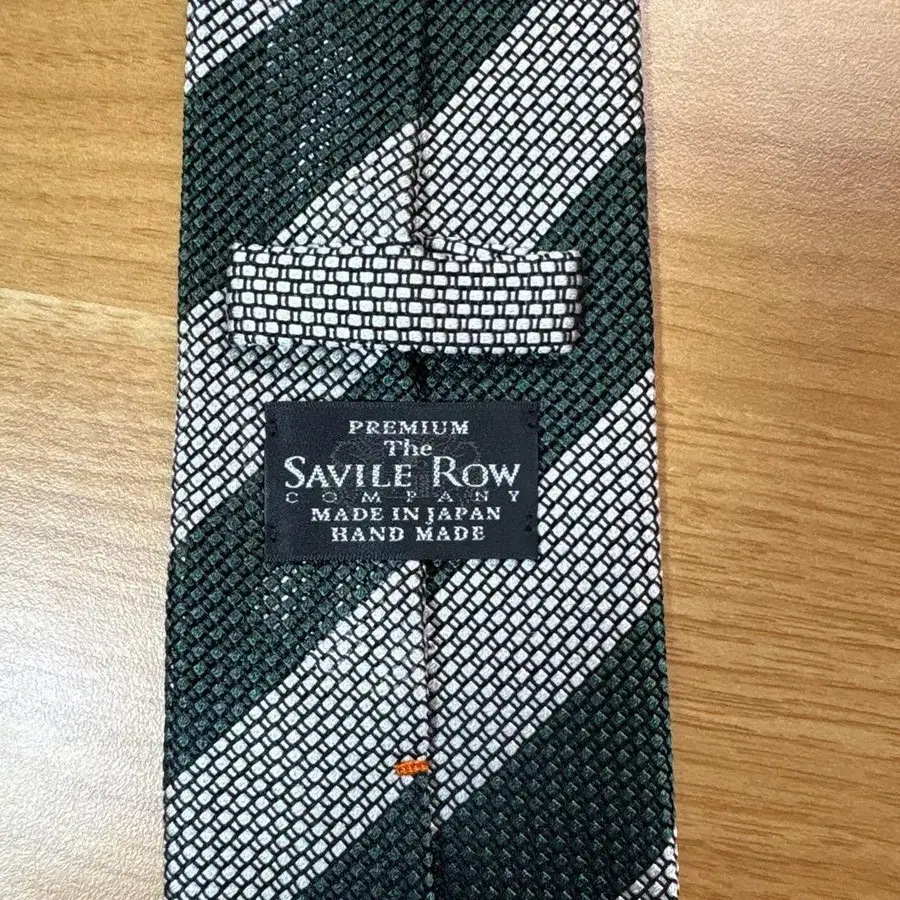 PREMIUM
The
SAVILE ROW
COMPANY
MADE IN JAPAN
HAND MADE